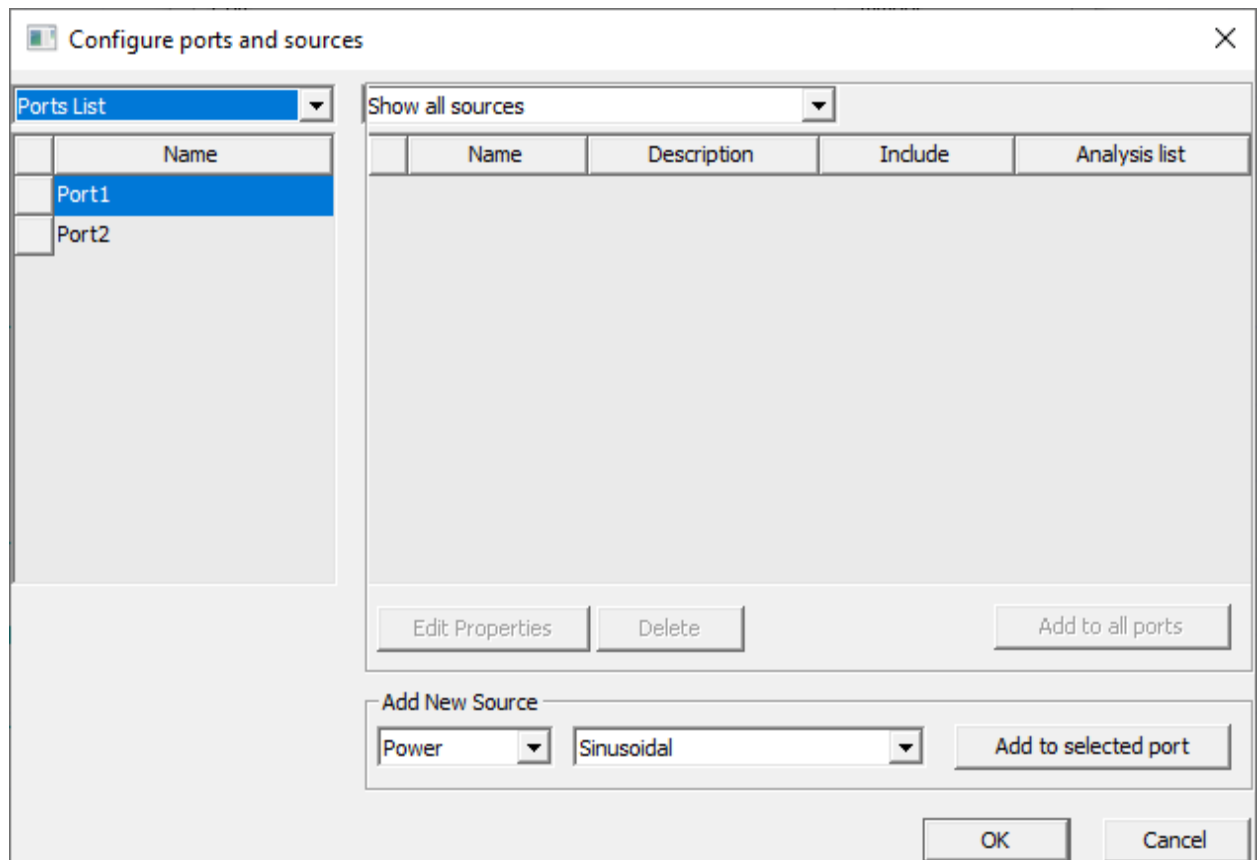 Configure ports and sources
Ports List
Show all sources
Name
Name Description Include Analysis list
Port1
Port2
Edit Properties Delete Add to all ports
Add New Source
Power Sinusoidal Add to selected port
OK Cancel